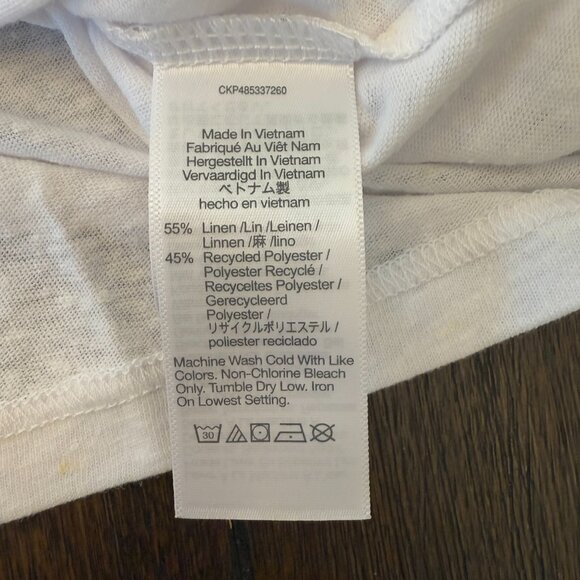 CKP485337260
Made In Vietnam
Fabriqué Au Viêt Nam
Hergestellt In Vietnam
Vervaardigd In Vietnam
ベトナム製
hecho en vietnam
55% Linen /Lin /Leinen /
Linnen /麻 /lino
45% Recycled Polyester /
Polyester Recyclé /
Recyceltes Polyester /
Gerecycleerd
Polyester /
リサイクルポリエステル /
poliester reciclado
Machine Wash Cold With Like
Colors. Non-Chlorine Bleach
Only. Tumble Dry Low. Iron
On Lowest Setting.
30